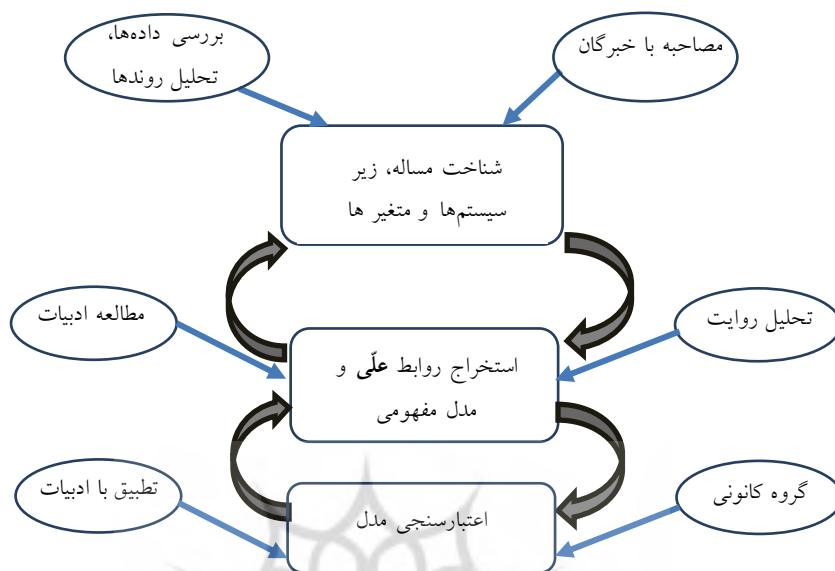 مصاحبه با خبرگان
بررسی داده‌ها،
تحلیل روندها
شناخت مساله، زیر
سیستم‌ها و متغیر ها
تحلیل روایت
مطالعه ادبیات
استخراج روابط علّی و
مدل مفهومی
گروه کانونی
تطبیق با ادبیات
اعتبارسنجی مدل